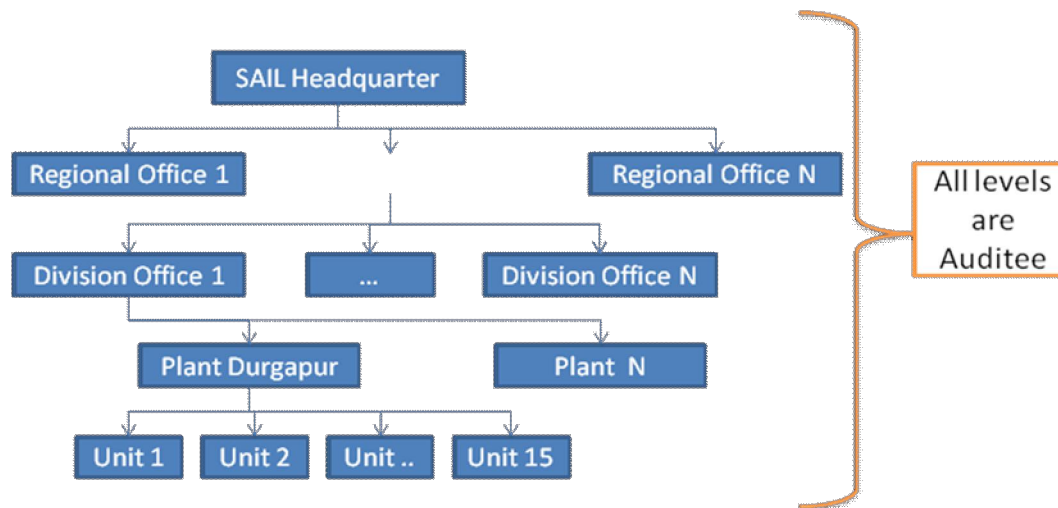 SAIL Headquarter
Regional Office 1
Regional Office N
All levels
are
Auditee
Division Office 1
...
Division Office N
Plant Durgapur
Plant N
Unit 1
Unit 2
Unit ..
Unit 15